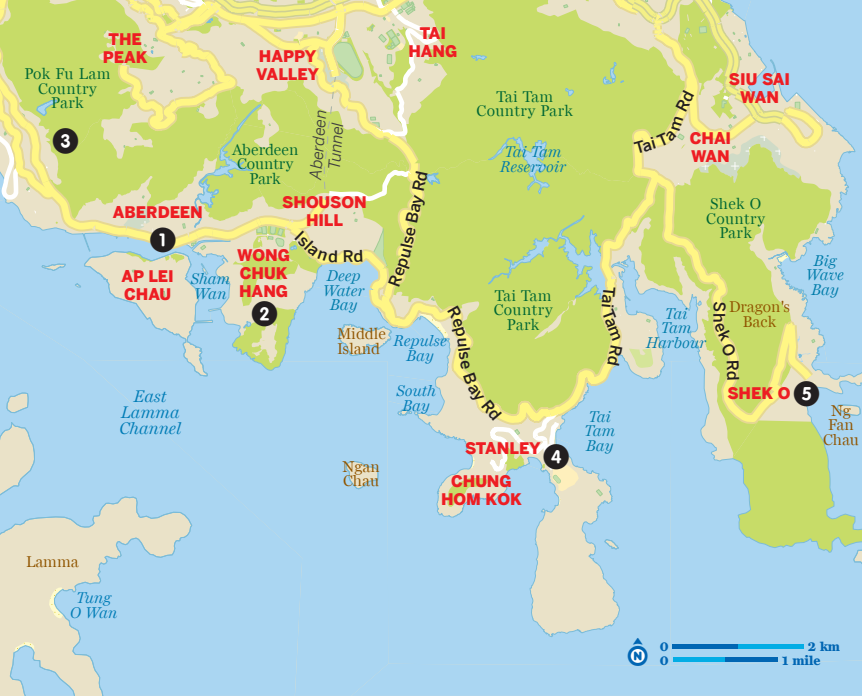 THE
PEAK
HAPPY
VALLEY
TAI
HANG
SIU SAI
WAN
Pok Fu Lam
Country
Park
3
Tai Tam
Country Park
Tai Tam Rd
CHAI
WAN
Aberdeen
Tunnel
Aberdeen
Country
Park
Tai Tam
Reservoir
ABERDEEN
1
SHOUSON
HILL
Repulse Bay Rd
Shek O
Country
Park
Island Rd
WONG
CHUK
HANG
2
AP LEI
CHAU
Sham
Wan
Deep
Water
Bay
Big
Wave
Bay
Tai Tam
Country
Park
Tai Tam Rd
Tai
Tam
Harbour
Shek O Rd
Dragon's
Back
Middle
Island
Repulse
Bay
Repulse Bay Rd
South
Bay
East
Lamma
Channel
SHEK O
5
Ng
Fan
Chau
Tai
Tam
Bay
STANLEY
4
Ngan
Chau
CHUNG
HOM KOK
Lamma
Tung
O Wan
N
0 2 km
0 1 mile